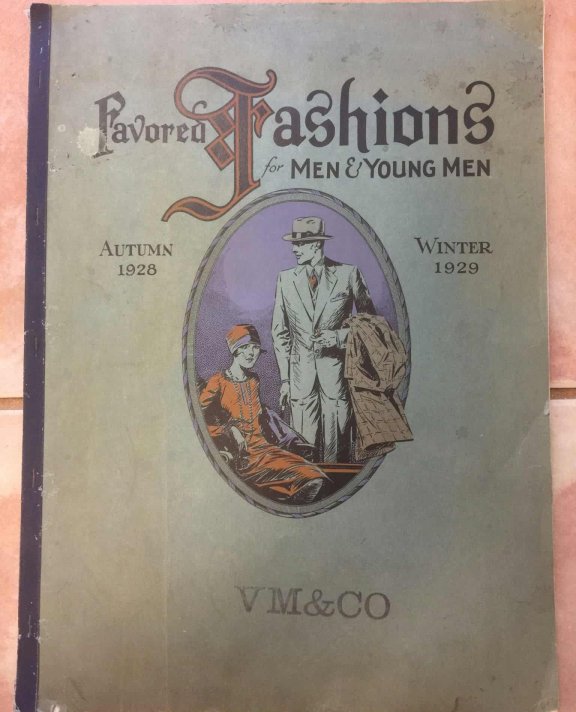 Favored Fashions
for MEN & YOUNG MEN
AUTUMN
1928
WINTER
1929
VM&CO